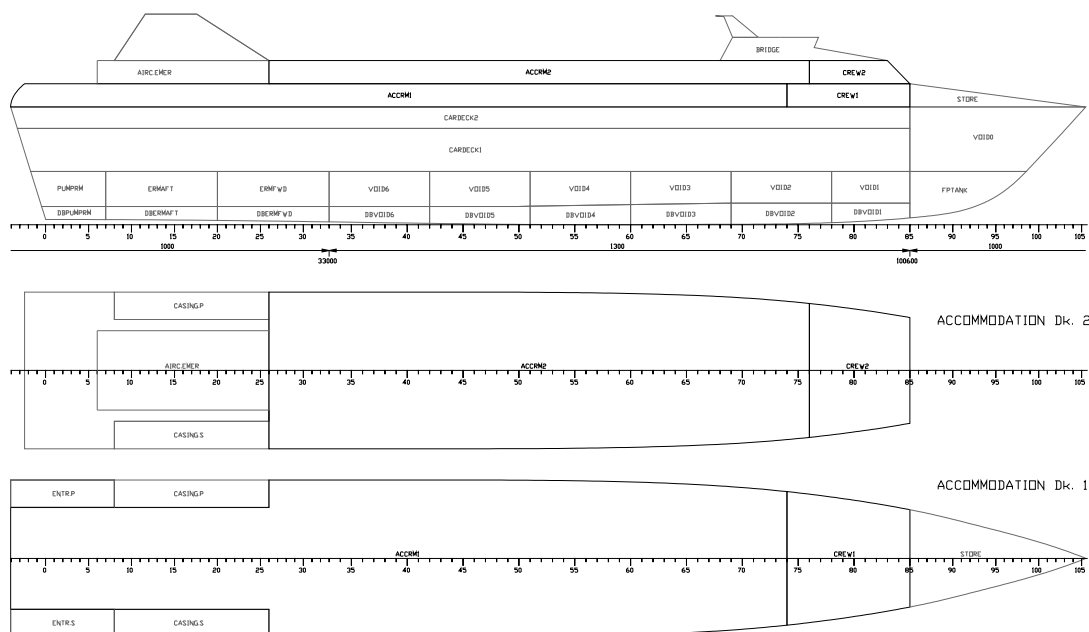 BRIDGE
AIRC.EMER ACCRM2 CREW2
ACCRM1 CREW1 STORE
CARDECK2
CARDECK1 VOID0
PUMPRM ERMAFT ERMFWD VOID6 VOID5 VOID4 VOID3 VOID2 VOID1 FPTANK
DBPUMPRM DBERMAFT DBERMFWD DBVOID6 DBVOID5 DBVOID4 DBVOID3 DBVOID2 DBVOID1
0 5 10 15 20 25 30 35 40 45 50 55 60 65 70 75 80 85 90 95 100 105
1000 1300 1000
33000 100600
CASING.P
ACCOMMODATION Dk. 2
AIRC.EMER ACCRM2 CREW2
0 5 10 15 20 25 30 35 40 45 50 55 60 65 70 75 80 85 90 95 100 105
CASING.S
ACCOMMODATION Dk. 1
ENTR.P CASING.P
ACCRM1 CREW1 STORE
0 5 10 15 20 25 30 35 40 45 50 55 60 65 70 75 80 85 90 95 100 105
ENTR.S CASING.S